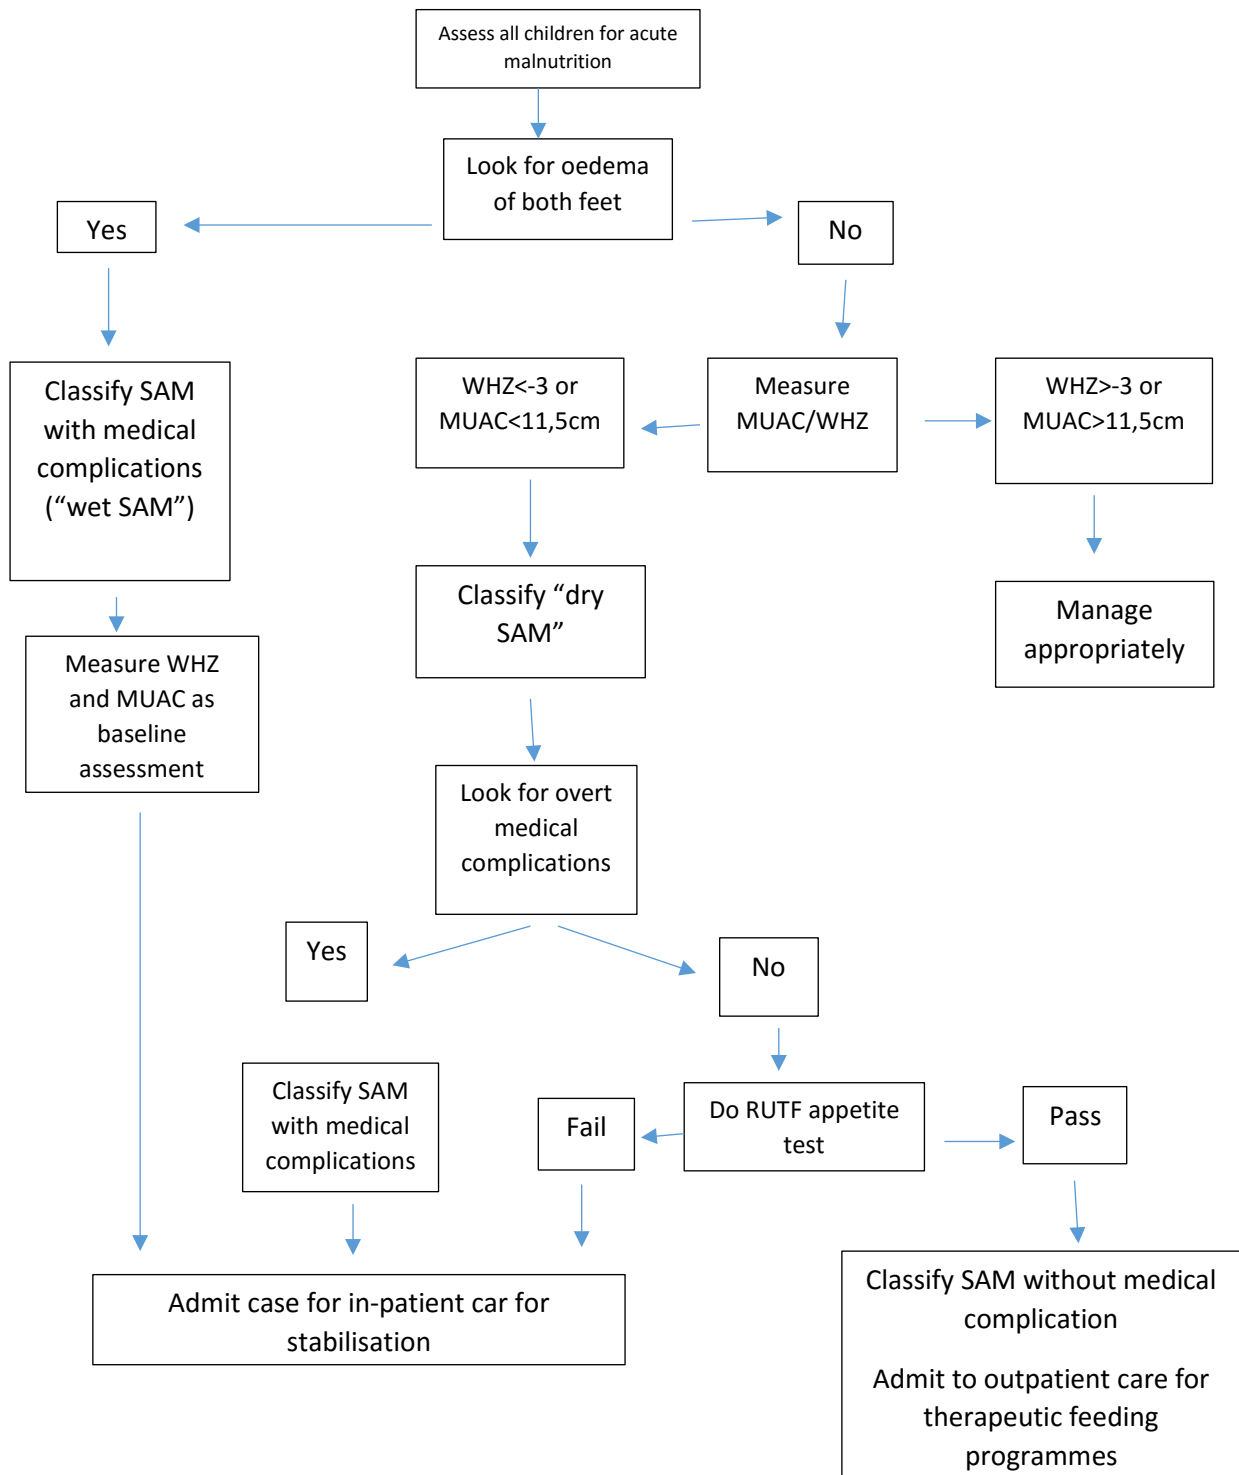 Assess all children for acute
malnutrition
Look for oedema
of both feet
Yes
No
Classify SAM
with medical
complications
(“wet SAM”)
WHZ<-3 or
MUAC<11,5cm
Measure
MUAC/WHZ
WHZ>-3 or
MUAC>11,5cm
Classify “dry
SAM”
Manage
appropriately
Measure WHZ
and MUAC as
baseline
assessment
Look for overt
medical
complications
Yes
No
Classify SAM
with medical
complications
Fail
Do RUTF appetite
test
Pass
Admit case for in-patient car for
stabilisation
Classify SAM without medical
complication
Admit to outpatient care for
therapeutic feeding
programmes